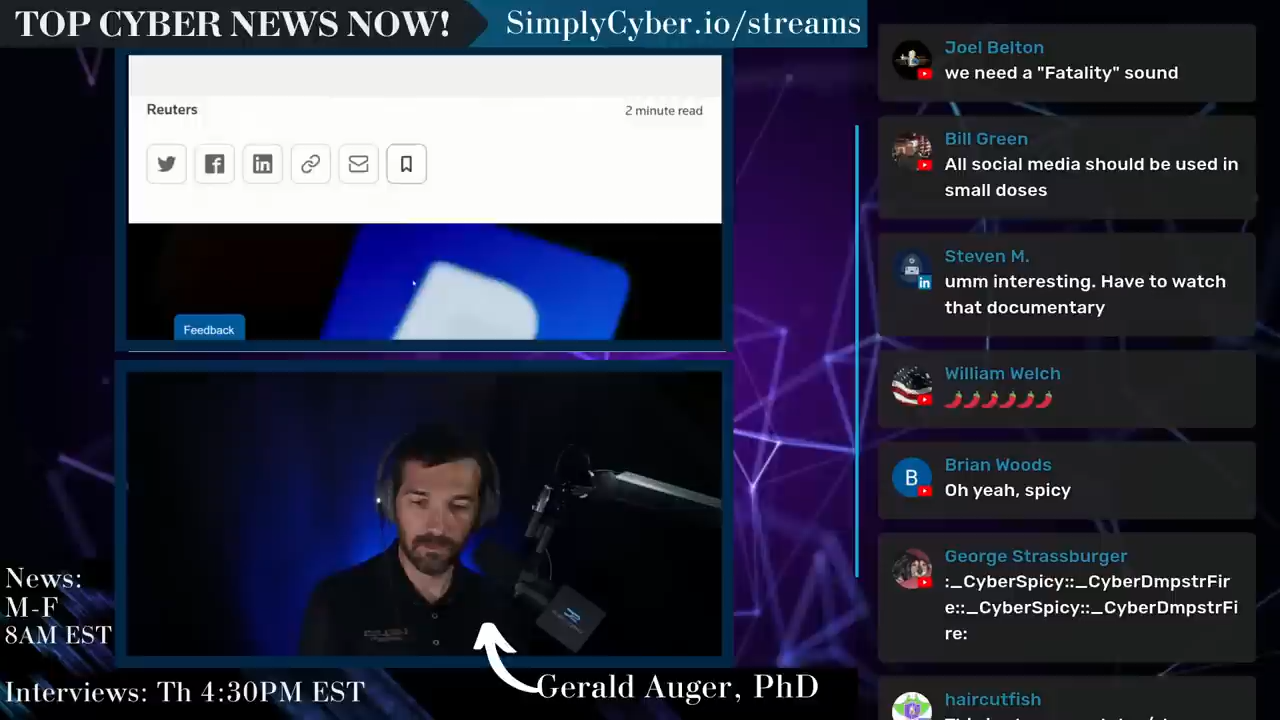 TOP CYBER NEWS NOW!
SimplyCyber.io/streams
Reuters
2 minute read
Feedback
News:
M-F
8AM EST
Interviews: Th 4:30PM EST
Gerald Auger, PhD
Joel Belton
we need a "Fatality" sound
Bill Green
All social media should be used in
small doses
Steven M.
umm interesting. Have to watch
that documentary
William Welch
🌶️🌶️🌶️🌶️🌶️🌶️
B
Brian Woods
Oh yeah, spicy
George Strassburger
:_CyberSpicy::_CyberDmpstrFir
e::_CyberSpicy::_CyberDmpstrFi
re:
haircutfish